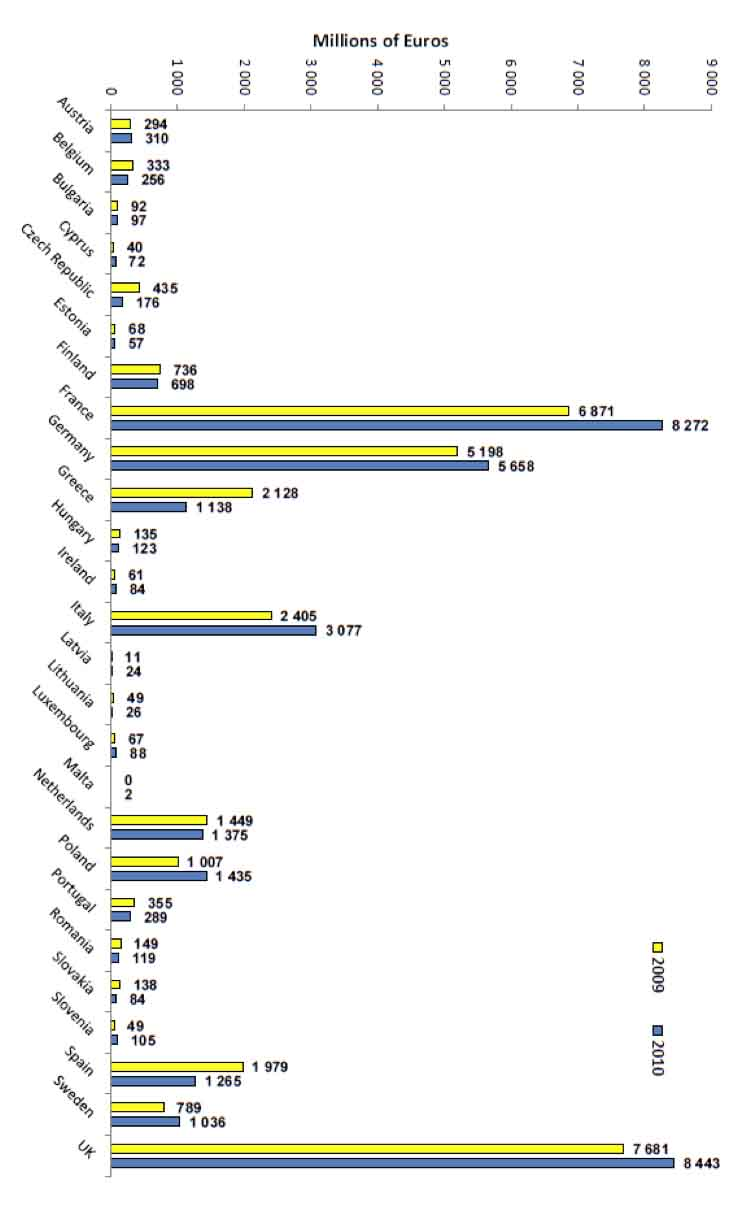 Millions of Euros
0
1 000
2 000
3 000
4 000
5 000
6 000
7 000
8 000
9 000
Austria
294
310
Belgium
333
256
Bulgaria
92
97
Cyprus
40
72
Czech Republic
435
176
Estonia
68
57
Finland
736
698
France
6 871
8 272
Germany
5 198
5 658
Greece
2 128
1 138
Hungary
135
123
Ireland
61
84
Italy
2 405
3 077
Latvia
11
24
Lithuania
49
26
Luxembourg
67
88
Malta
0
2
Netherlands
1 449
1 375
Poland
1 007
1 435
Portugal
355
289
Romania
149
119
Slovakia
138
84
Slovenia
49
105
Spain
1 979
1 265
Sweden
789
1 036
UK
7 681
8 443
2009
2010